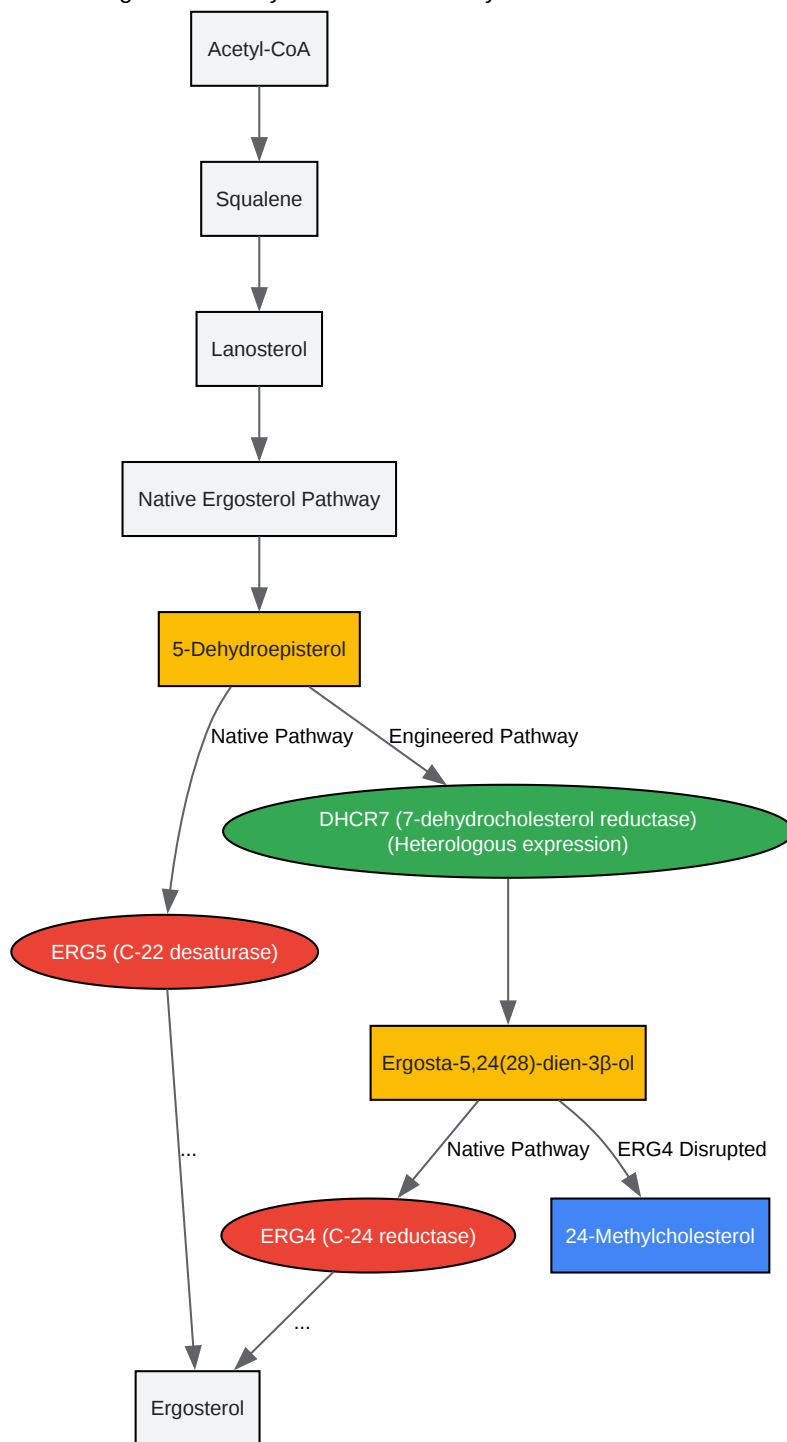 Acetyl-CoA
Squalene
Lanosterol
Native Ergosterol Pathway
5-Dehydroepisterol
Native Pathway
Engineered Pathway
DHCR7 (7-dehydrocholesterol reductase)
(Heterologous expression)
ERG5 (C-22 desaturase)
Ergosta-5,24(28)-dien-3β-ol
...
Native Pathway
ERG4 Disrupted
ERG4 (C-24 reductase)
24-Methylcholesterol
...
Ergosterol